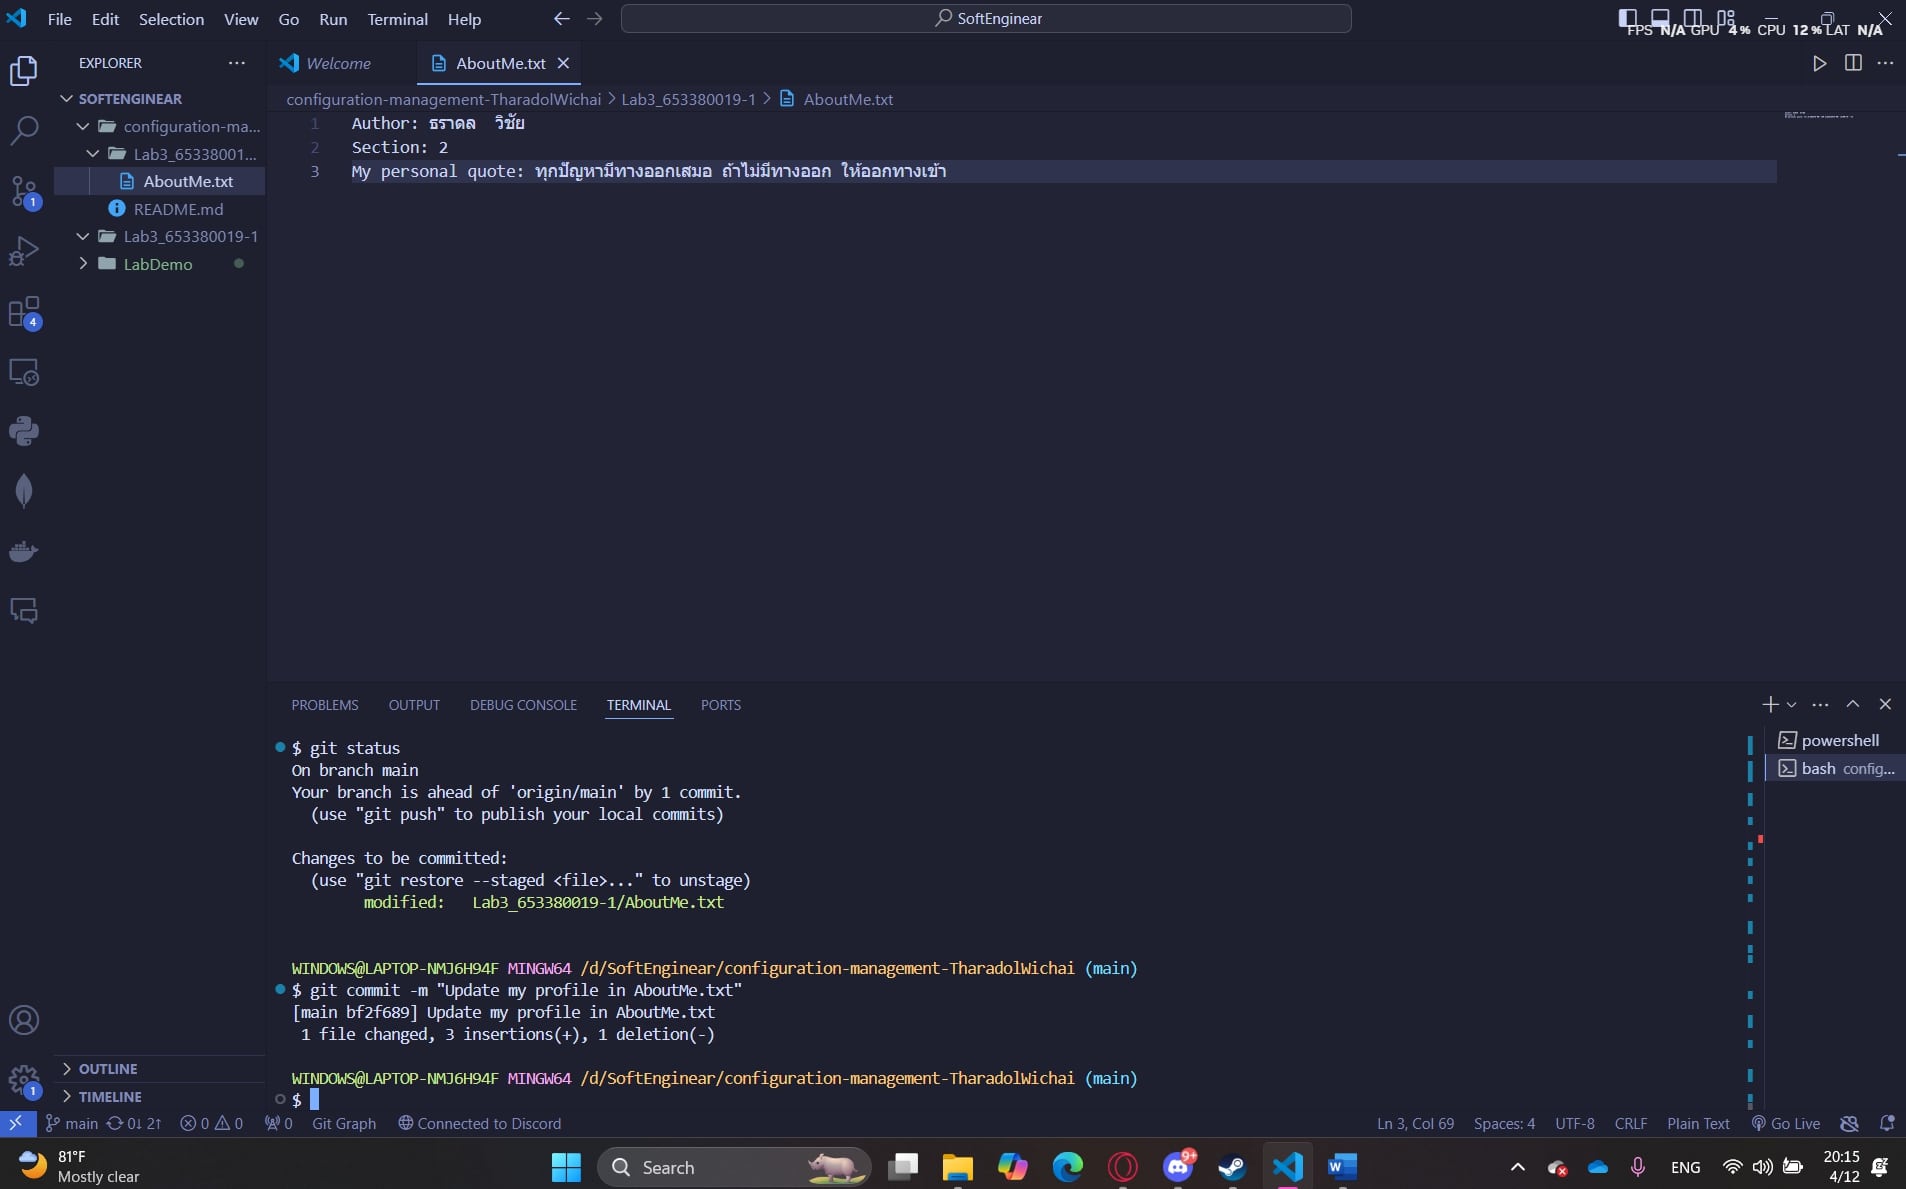 File Edit Selection View Go Run Terminal Help
SoftEnginear
FPS N/A GPU 4% CPU 12% LAT N/A
EXPLORER
Welcome
AboutMe.txt
SOFTENGINEAR
configuration-ma...
Lab3_65338001...
AboutMe.txt
README.md
Lab3_653380019-1
LabDemo
1
4
configuration-management-TharadolWichai > Lab3_653380019-1 > AboutMe.txt
1 Author: ธราดล วิชัย
2 Section: 2
3 My personal quote: ทุกปัญหามีทางออกเสมอ ถ้าไม่มีทางออก ให้ออกทางเข้า
PROBLEMS OUTPUT DEBUG CONSOLE TERMINAL PORTS
powershell
bash config...
$ git status
On branch main
Your branch is ahead of 'origin/main' by 1 commit.
(use "git push" to publish your local commits)
Changes to be committed:
(use "git restore --staged <file>..." to unstage)
modified: Lab3_653380019-1/AboutMe.txt
WINDOWS@LAPTOP-NMJ6H94F MINGW64 /d/SoftEnginear/configuration-management-TharadolWichai (main)
$ git commit -m "Update my profile in AboutMe.txt"
[main bf2f689] Update my profile in AboutMe.txt
1 file changed, 3 insertions(+), 1 deletion(-)
WINDOWS@LAPTOP-NMJ6H94F MINGW64 /d/SoftEnginear/configuration-management-TharadolWichai (main)
$
OUTLINE
TIMELINE
1
main 0↓ 2↑ 0 0 0 Git Graph Connected to Discord
Ln 3, Col 69 Spaces: 4 UTF-8 CRLF Plain Text Go Live
81°F
Mostly clear
Search
9+
ENG
20:15
4/12